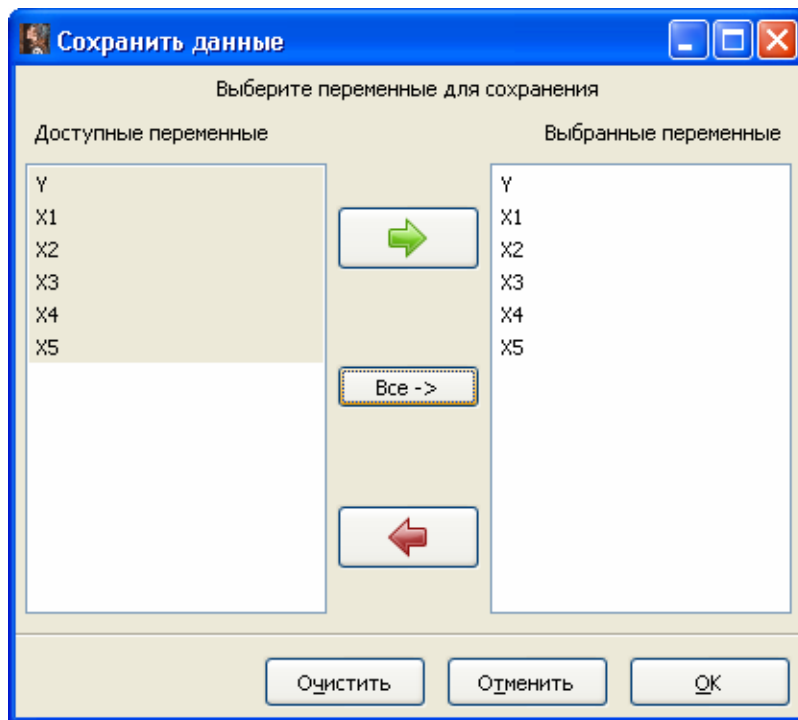 Сохранить данные
Выберите переменные для сохранения
Доступные переменные
Выбранные переменные
Y
X1
X2
X3
X4
X5
Все ->
Y
X1
X2
X3
X4
X5
Очистить
Отменить
OK